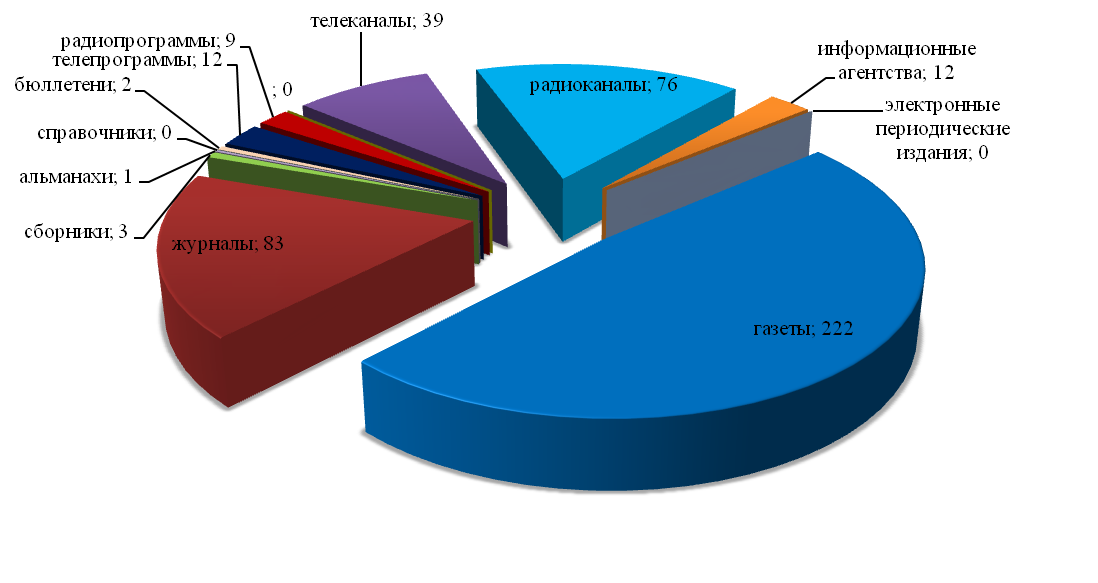 телеканалы; 39
радиопрограммы; 9
телепрограммы; 12
бюллетени; 2
; 0
справочники; 0
альманахи; 1
сборники; 3
журналы; 83
радиоканалы; 76
информационные
агентства; 12
электронные
периодические
издания; 0
газеты; 222